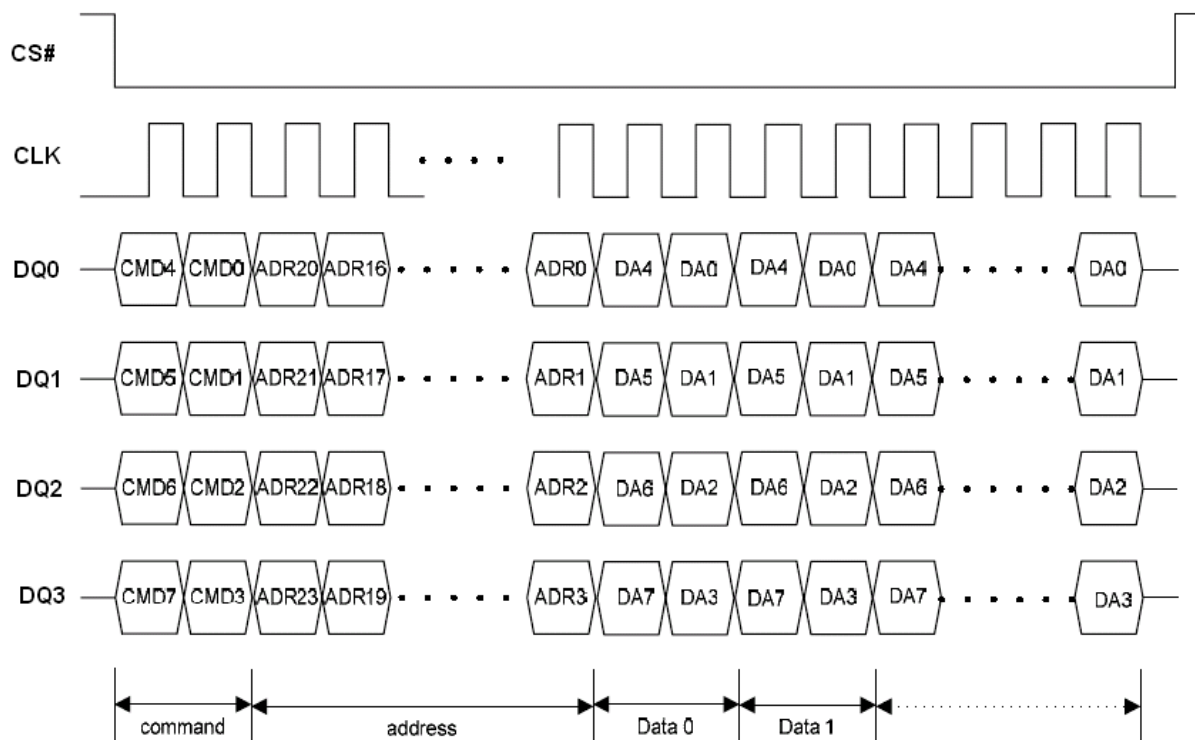 CS#
CLK
DQ0 CMD4 CMD0 ADR20 ADR16 ADR0 DA4 DA0 DA4 DA0 DA4 DA0
DQ1 CMD5 CMD1 ADR21 ADR17 ADR1 DA5 DA1 DA5 DA1 DA5 DA1
DQ2 CMD6 CMD2 ADR22 ADR18 ADR2 DA6 DA2 DA6 DA2 DA6 DA2
DQ3 CMD7 CMD3 ADR23 ADR19 ADR3 DA7 DA3 DA7 DA3 DA7 DA3
command address Data 0 Data 1